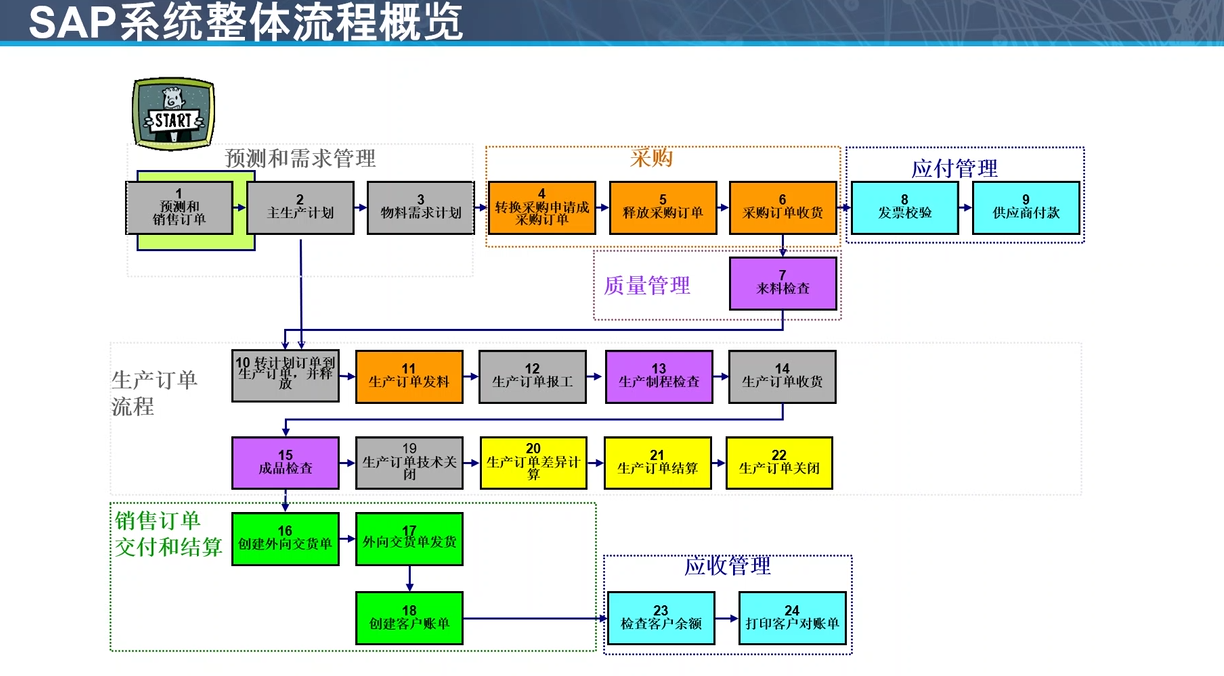 SAP系统整体流程概览
START
预测和需求管理
1
预测和
销售订单
2
主生产计划
3
物料需求计划
采购
4
转换采购申请成
采购订单
5
释放采购订单
6
采购订单收货
应付管理
8
发票校验
9
供应商付款
质量管理
7
来料检查
生产订单
流程
10 转计划订单到
生产订单，并释
放
11
生产订单发料
12
生产订单报工
13
生产制程检查
14
生产订单收货
15
成品检查
19
生产订单技术关
闭
20
生产订单差异计
算
21
生产订单结算
22
生产订单关闭
销售订单
交付和结算
16
创建外向交货单
17
外向交货单发货
18
创建客户账单
应收管理
23
检查客户余额
24
打印客户对账单